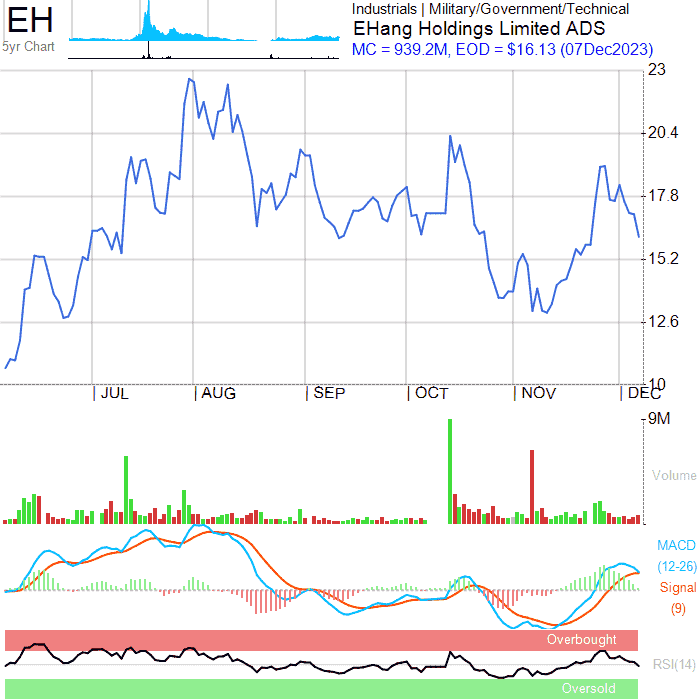 EH
5yr Chart
Industrials | Military/Government/Technical
EHang Holdings Limited ADS
MC = 939.2M, EOD = $16.13 (07Dec2023)
23
20.4
17.8
15.2
12.6
10
JUL AUG SEP OCT NOV DEC
9M
Volume
MACD
(12-26)
Signal
(9)
Overbought
RSI(14)
Oversold